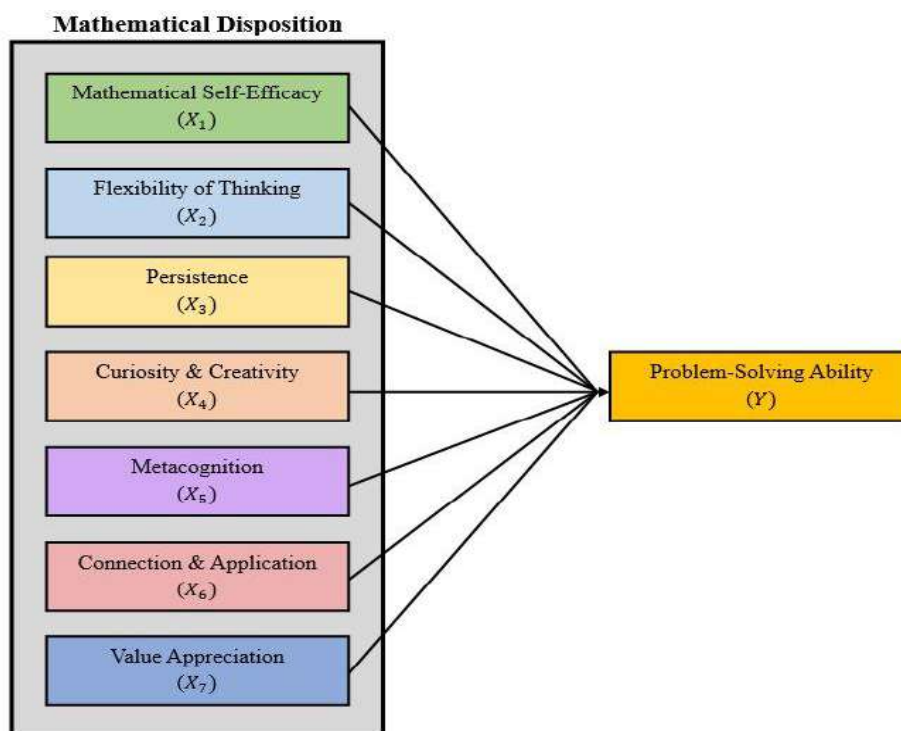 Mathematical Disposition
Mathematical Self-Efficacy
(X₁)
Flexibility of Thinking
(X₂)
Persistence
(X₃)
Curiosity & Creativity
(X₄)
Metacognition
(X₅)
Connection & Application
(X₆)
Value Appreciation
(X₇)
Problem-Solving Ability
(Y)